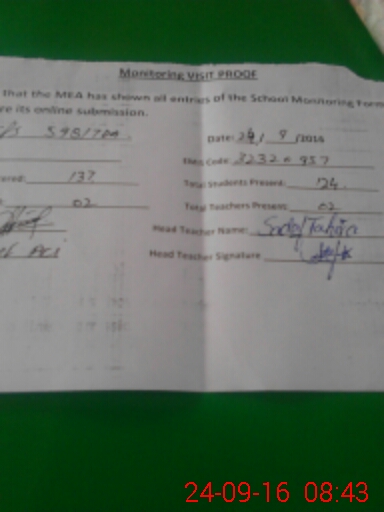 Monitoring VISIT PROOF
that the MEA has shown all entries of the School Monitoring Form
re its online submission.
Date: 24/ 9 /2016
EMIS Code: 32320957
ered: 137
Total Students Present: 124
02
Total Teachers Present: 02
Head Teacher Name:
Head Teacher Signature
24-09-16 08:43